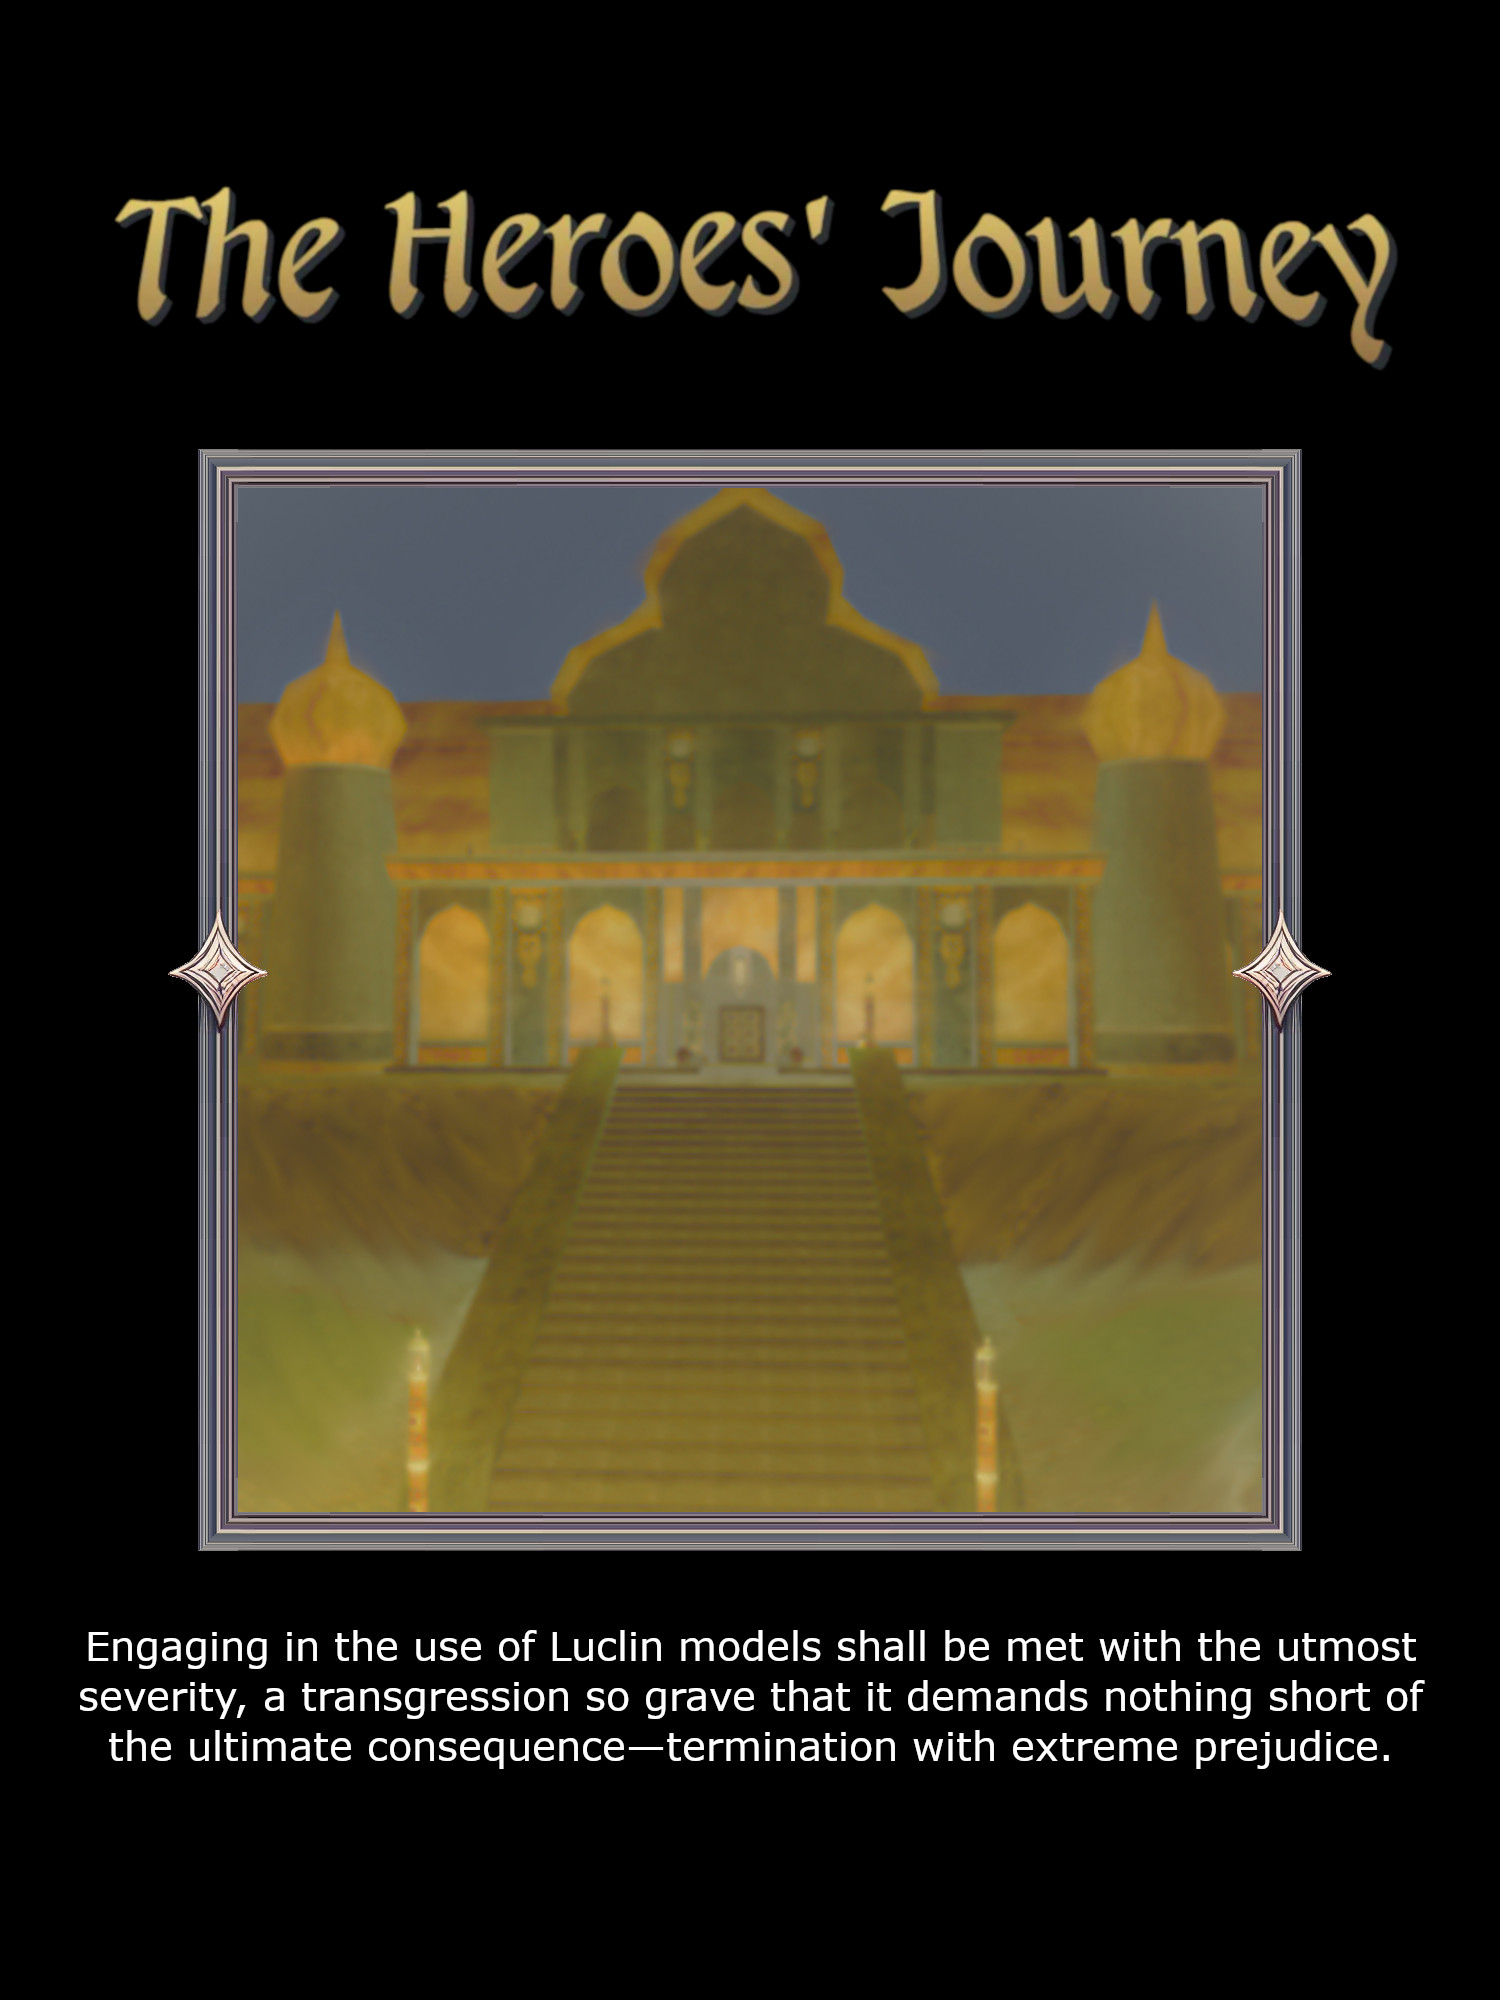 The Heroes' Journey
Engaging in the use of Luclin models shall be met with the utmost
severity, a transgression so grave that it demands nothing short of
the ultimate consequence—termination with extreme prejudice.